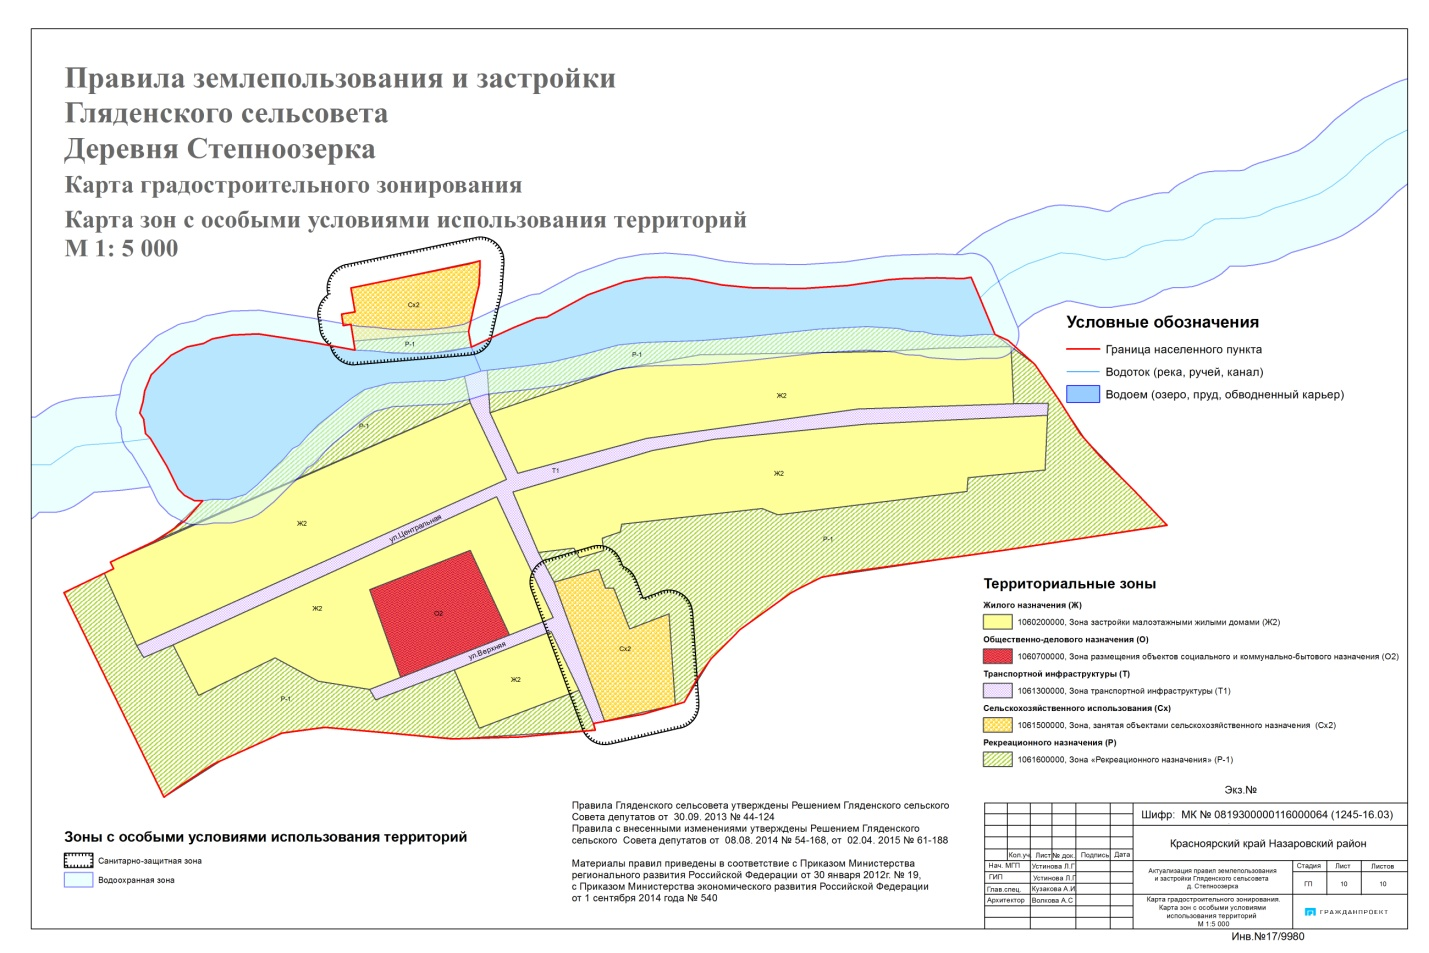 Правила землепользования и застройки
Гляденского сельсовета
Деревня Степноозерка
Карта градостроительного зонирования
Карта зон с особыми условиями использования территорий
М 1: 5 000
Сх2
Р-1
Р-1
Ж2
Р-1
Т1
Ж2
Ж2
ул.Центральная
Р-1
Ж2
О2
ул.Верхняя
Сх2
Ж2
Р-1
Условные обозначения
Граница населенного пункта
Водоток (река, ручей, канал)
Водоем (озеро, пруд, обводненный карьер)
Территориальные зоны
Жилого назначения (Ж)
1060200000, Зона застройки малоэтажными жилыми домами (Ж2)
Общественно-делового назначения (О)
1060700000, Зона размещения объектов социального и коммунально-бытового назначения (О2)
Транспортной инфраструктуры (Т)
1061300000, Зона транспортной инфраструктуры (Т1)
Сельскохозяйственного использования (Сх)
1061500000, Зона, занятая объектами сельскохозяйственного назначения (Сх2)
Рекреационного назначения (Р)
1061600000, Зона «Рекреационного назначения» (Р-1)
Зоны с особыми условиями использования территорий
Санитарно-защитная зона
Водоохранная зона
Правила Гляденского сельсовета утверждены Решением Гляденского сельского
Совета депутатов от 30.09. 2013 № 44-124
Правила с внесенными изменениями утверждены Решением Гляденского
сельского Совета депутатов от 08.08. 2014 № 54-168, от 02.04. 2015 № 61-188
Материалы правил приведены в соответствие с Приказом Министерства
регионального развития Российской Федерации от 30 января 2012г. № 19,
с Приказом Министерства экономического развития Российской Федерации
от 1 сентября 2014 года № 540
Экз.№
Шифр: МК № 0819300000116000064 (1245-16.03)
Красноярский край Назаровский район
Кол.уч. Лист № док. Подпись Дата
Нач. МГП Устинова Л.Г
ГИП Устинова Л.Г
Глав.спец. Кузакова А.И
Архитектор Волкова А.С
Актуализация правил землепользования
и застройки Гляденского сельсовета
д. Степноозерка
Стадия Лист Листов
ГП 10 10
Карта градостроительного зонирования.
Карта зон с особыми условиями
использования территорий
М 1:5 000
ГРАЖДАНПРОЕКТ
Инв.№17/9980